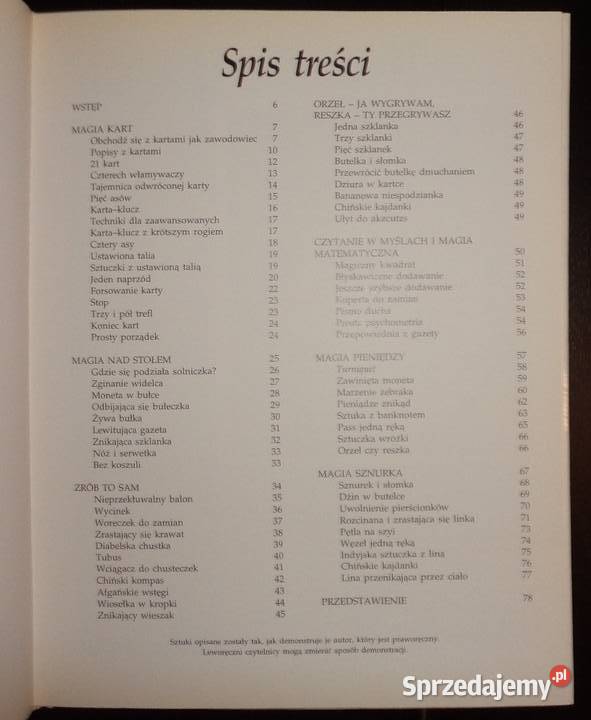 Spis treści
WSTĘP 6
MAGIA KART 7
Obchodź się z kartami jak zawodowiec 7
Popisy z kartami 10
21 kart 12
Czterech włamywaczy 13
Tajemnica odwróconej karty 14
Pięć asów 15
Karta–klucz 16
Techniki dla zaawansowanych 17
Karta–klucz z krótszym rogiem 17
Cztery asy 18
Ustawiona talia 19
Sztuczki z ustawioną talią 19
Jeden naprzód 20
Forsowanie karty 22
Stop 23
Trzy i pół trefl 23
Koniec kart 24
Prosty porządek 24
MAGIA NAD STOŁEM 25
Gdzie się podziała solniczka? 26
Zginanie widelca 27
Moneta w bułce 28
Odbijająca się bułeczka 29
Żywa bułka 30
Lewitująca gazeta 31
Znikająca szklanka 32
Nóż i serwetka 33
Bez koszuli 33
ZRÓB TO SAM 34
Nieprzekłuwalny balon 35
Wycinek 36
Woreczek do zamian 37
Zrastający się krawat 38
Diabelska chustka 39
Tubus 40
Wciągacz do chusteczek 41
Chiński kompas 42
Afgańskie wstęgi 43
Wiosełka w kropki 44
Znikający wieszak 45
ORZEŁ – JA WYGRYWAM,
RESZKA – TY PRZEGRYWASZ 46
Jedna szklanka 46
Trzy szklanki 47
Pięć szklanek 47
Butelka i słomka 48
Przewrócić butelkę dmuchaniem 48
Dziura w kartce 48
Bananowa niespodzianka 49
Chińskie kajdanki 49
Ułyt do akzcutzs 49
CZYTANIE W MYŚLACH I MAGIA
MATEMATYCZNA 50
Magiczny kwadrat 51
Błyskawiczne dodawanie 52
Jeszcze szybsze dodawanie 52
Koperta do zamian 53
Pismo ducha 54
Prosta psychometria 54
Przepowiednia z gazety 56
MAGIA PIENIĘDZY 57
58
Zawinięta moneta 59
Marzenie żebraka 60
Pieniądze znikąd 62
Sztuka z banknotem 63
Pass jedną ręką 65
Sztuczka wróżki 66
Orzeł czy reszka 66
MAGIA SZNURKA 67
Sznurek i słomka 68
Dżin w butelce 69
Uwolnienie pierścionków 70
Rozcinana i zrastająca się linka 71
Pętla na szyi 73
Węzeł jedną ręką 74
Indyjska sztuczka z liną 75
Chińskie kajdanki 76
Lina przenikająca przez ciało 77
PRZEDSTAWIENIE 78
Sztuki opisane zostały tak, jak demonstruje je autor, który jest praworęczny.
Leworęczni czytelnicy mogą zmieniać sposób demonstracji.
Sprzedajemy.pl